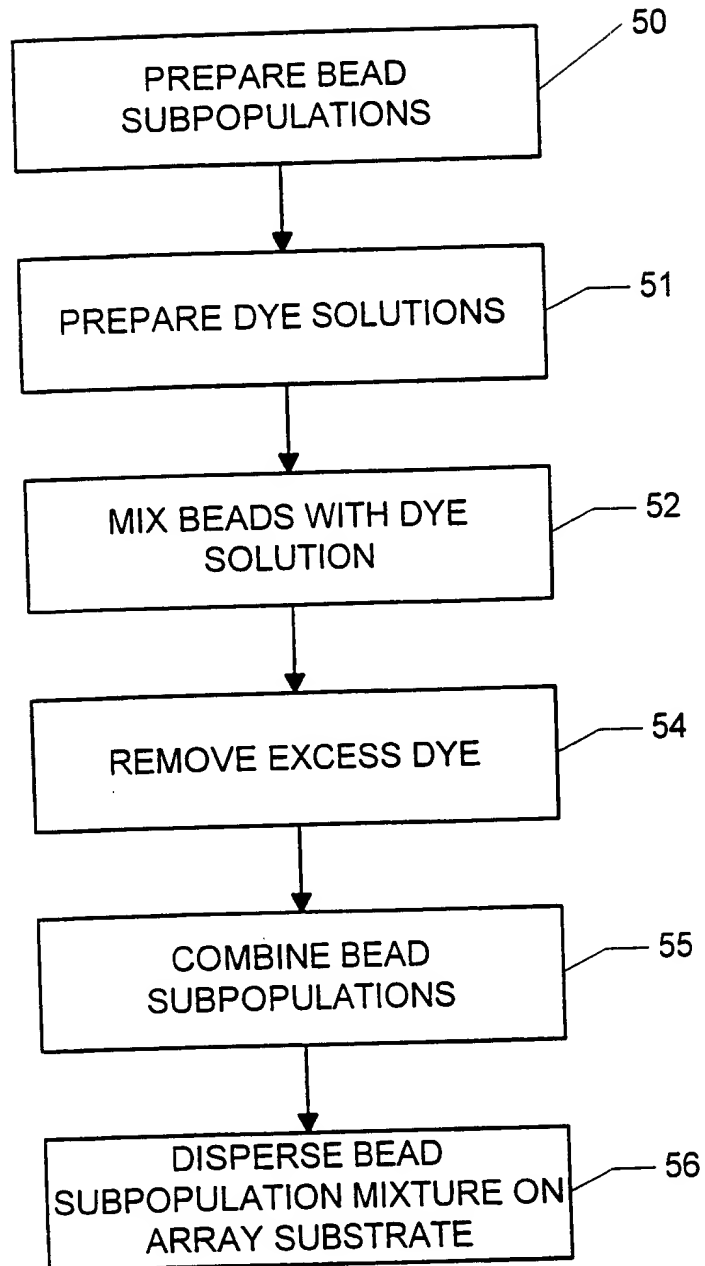 50
PREPARE BEAD
SUBPOPULATIONS
51
PREPARE DYE SOLUTIONS
52
MIX BEADS WITH DYE
SOLUTION
54
REMOVE EXCESS DYE
55
COMBINE BEAD
SUBPOPULATIONS
56
DISPERSE BEAD
SUBPOPULATION MIXTURE ON
ARRAY SUBSTRATE